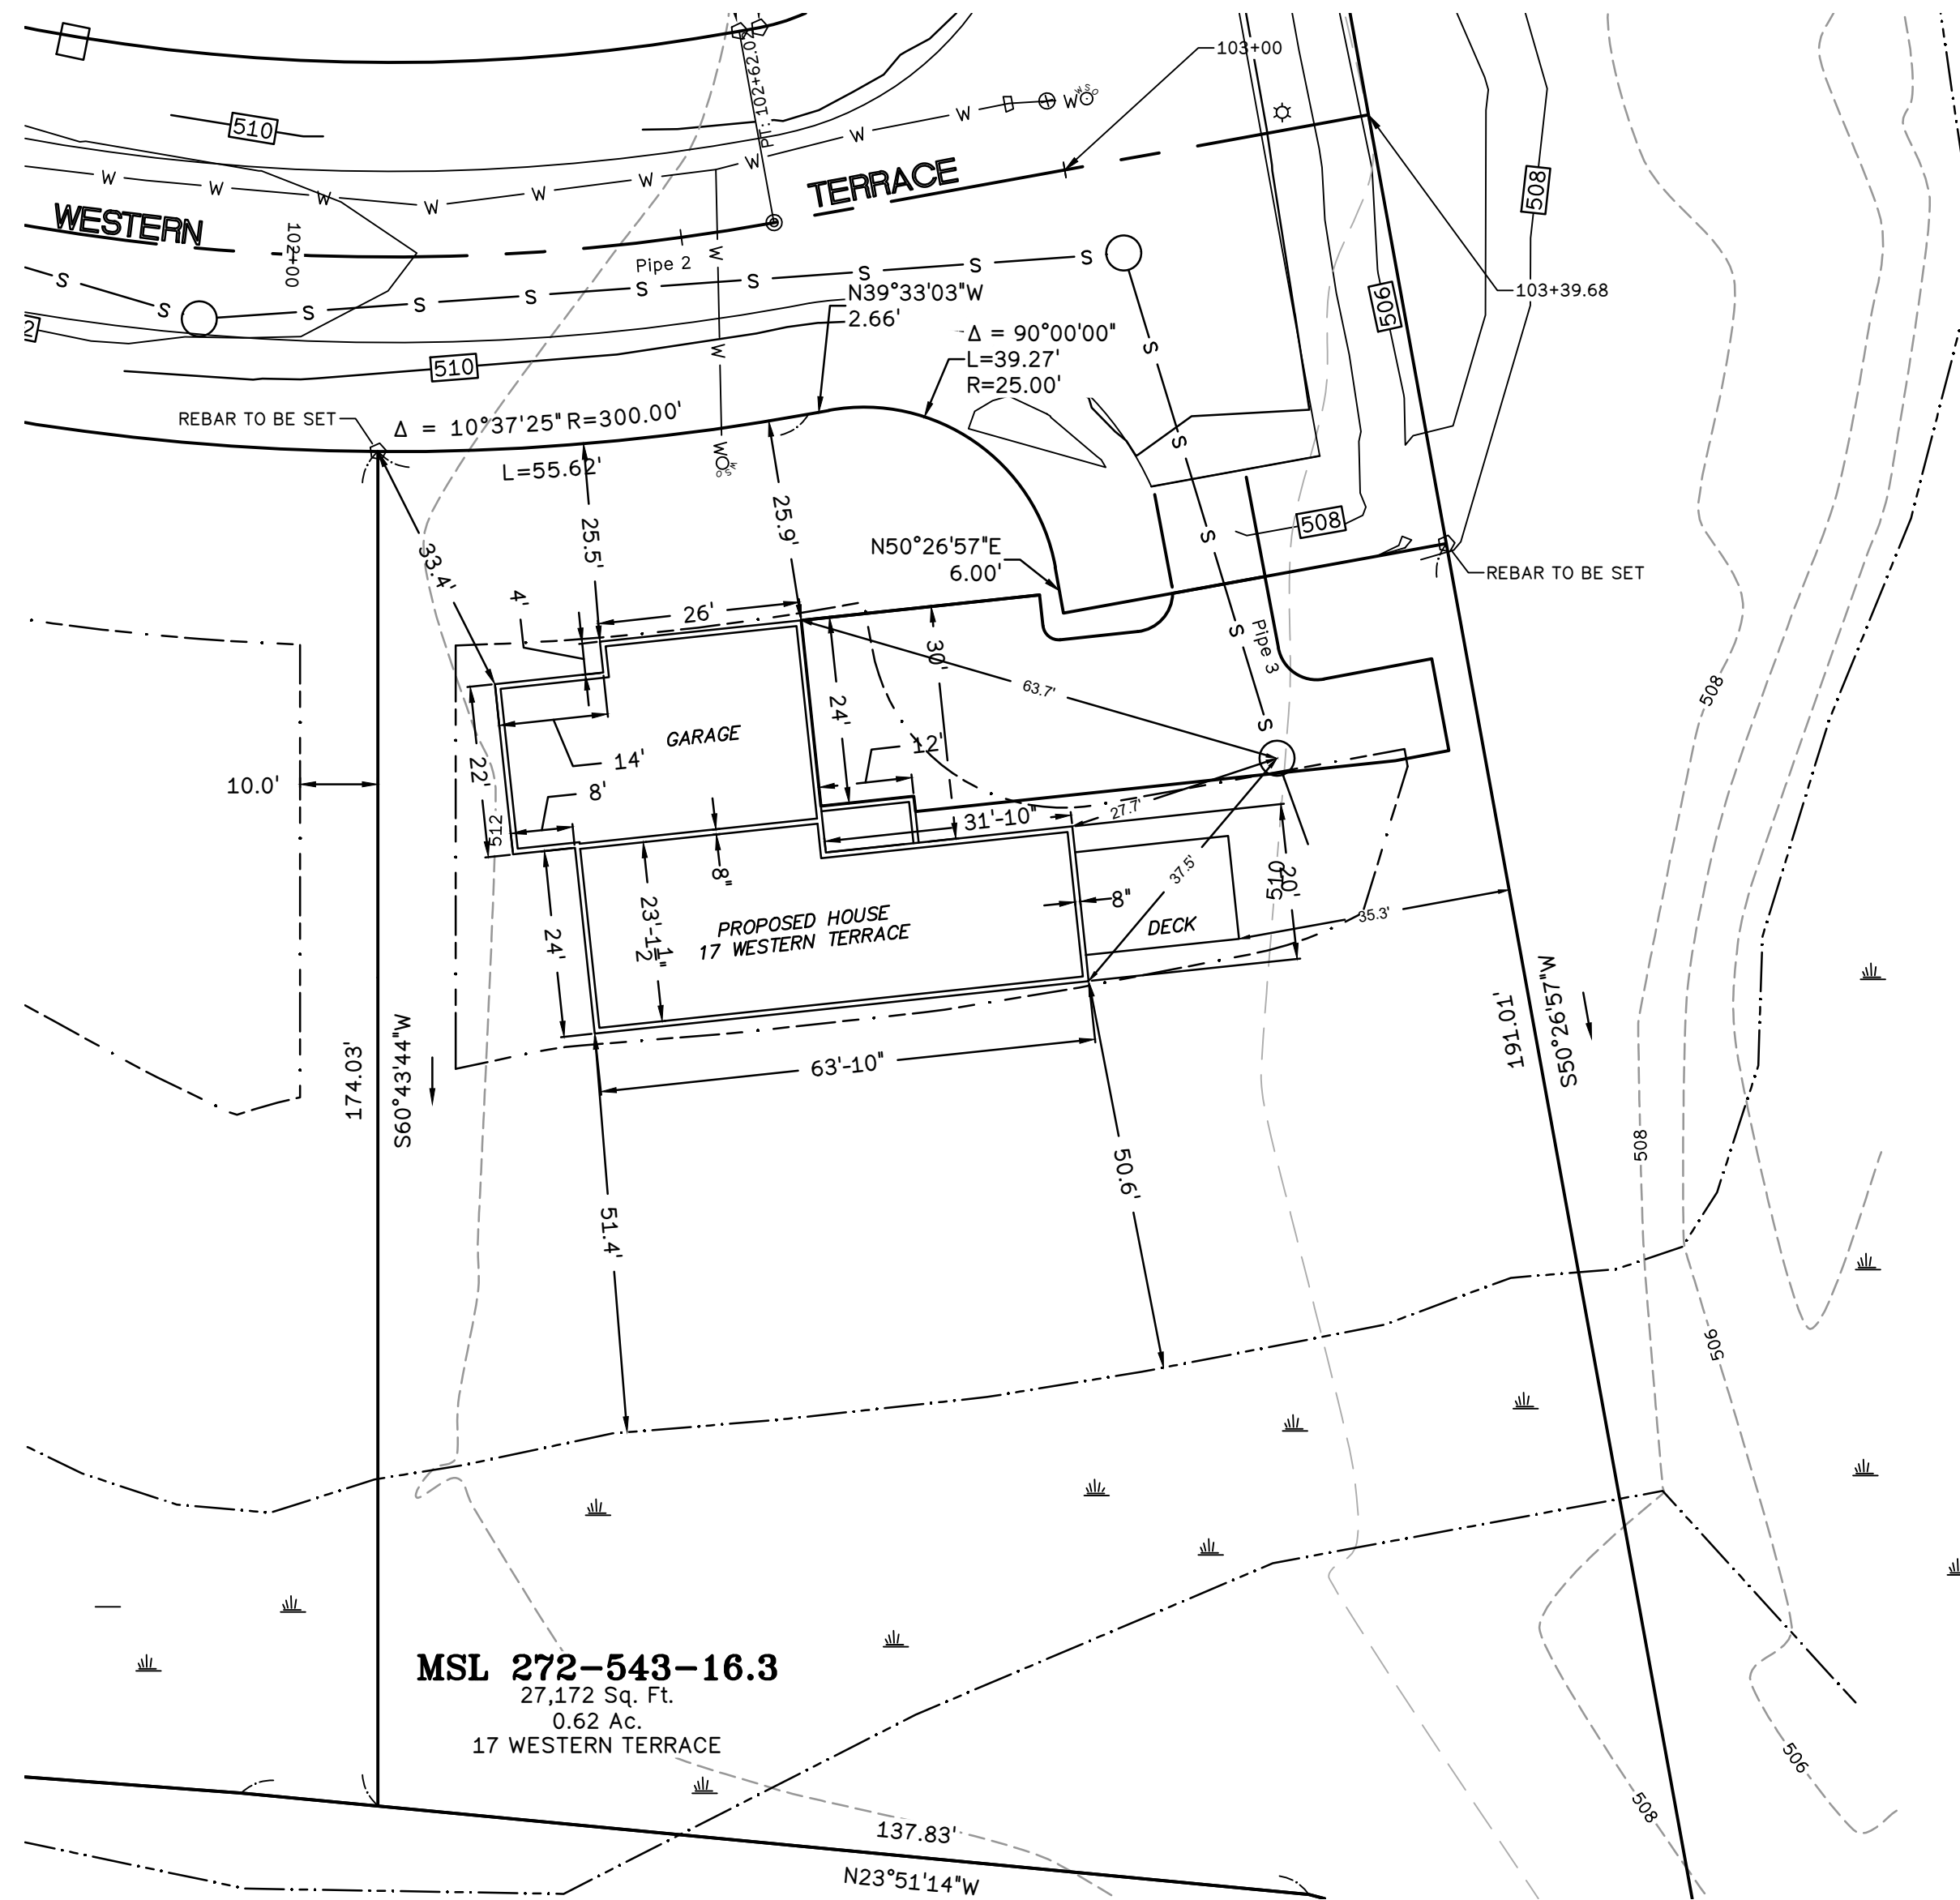 103+00
PT: 102+62.02
510
W W W W W W W W W W
W S O
TERRACE
WESTERN
102+00
508
Pipe 2
S S S S S S S S S S
506
103+39.68
N39°33'03"W
2.66'
Δ = 90°00'00"
L=39.27'
R=25.00'
510
W
W
W
W S O
S
S
S
S
S
REBAR TO BE SET
Δ = 10°37'25" R=300.00'
L=55.62'
25.5'
25.9'
33.4'
508
N50°26'57"E
6.00'
REBAR TO BE SET
4'
26'
30'
Pipe 3
63.7'
24'
508
GARAGE
14'
12'
22'
8'
10.0'
512
31'-10"
27.7'
8"
37.5'
510
20'
8"
23'-1 1/2"
24'
PROPOSED HOUSE
17 WESTERN TERRACE
DECK
35.3'
174.03'
S60°43'44"W
63'-10"
191.01'
S50°26'57"W
508
50.6'
51.4'
506
MSL 272-543-16.3
27,172 Sq. Ft.
0.62 Ac.
17 WESTERN TERRACE
506
508
137.83'
N23°51'14"W